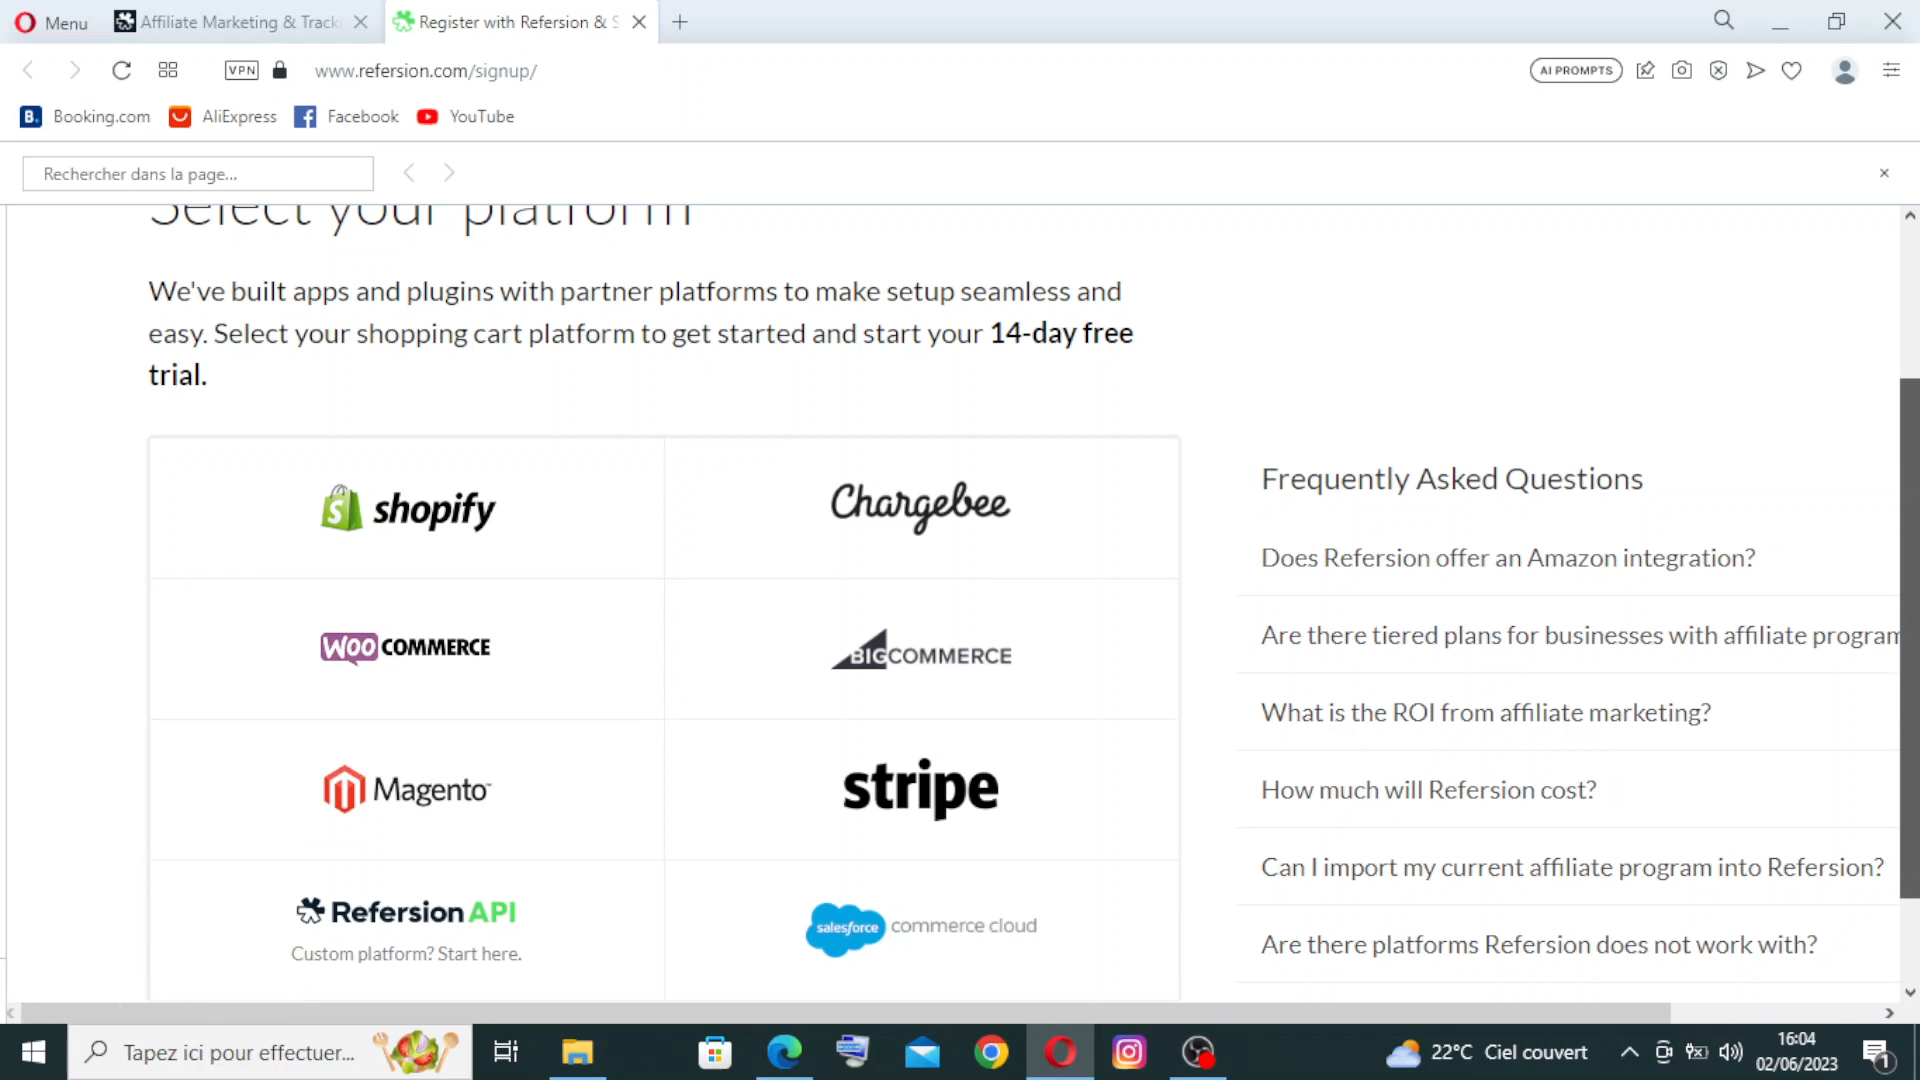 Menu
Affiliate Marketing & Track
Register with Refersion & S
VPN
www.refersion.com/signup/
AI PROMPTS
B.
Booking.com
AliExpress
Facebook
YouTube
Rechercher dans la page...
Select your platform
We've built apps and plugins with partner platforms to make setup seamless and
easy. Select your shopping cart platform to get started and start your 14-day free
trial.
shopify
Chargebee
WOO COMMERCE
BIGCOMMERCE
Magento™
stripe
Refersion API
Custom platform? Start here.
salesforce commerce cloud
Frequently Asked Questions
Does Refersion offer an Amazon integration?
Are there tiered plans for businesses with affiliate program
What is the ROI from affiliate marketing?
How much will Refersion cost?
Can I import my current affiliate program into Refersion?
Are there platforms Refersion does not work with?
Tapez ici pour effectuer...
22°C Ciel couvert
16:04
02/06/2023
1